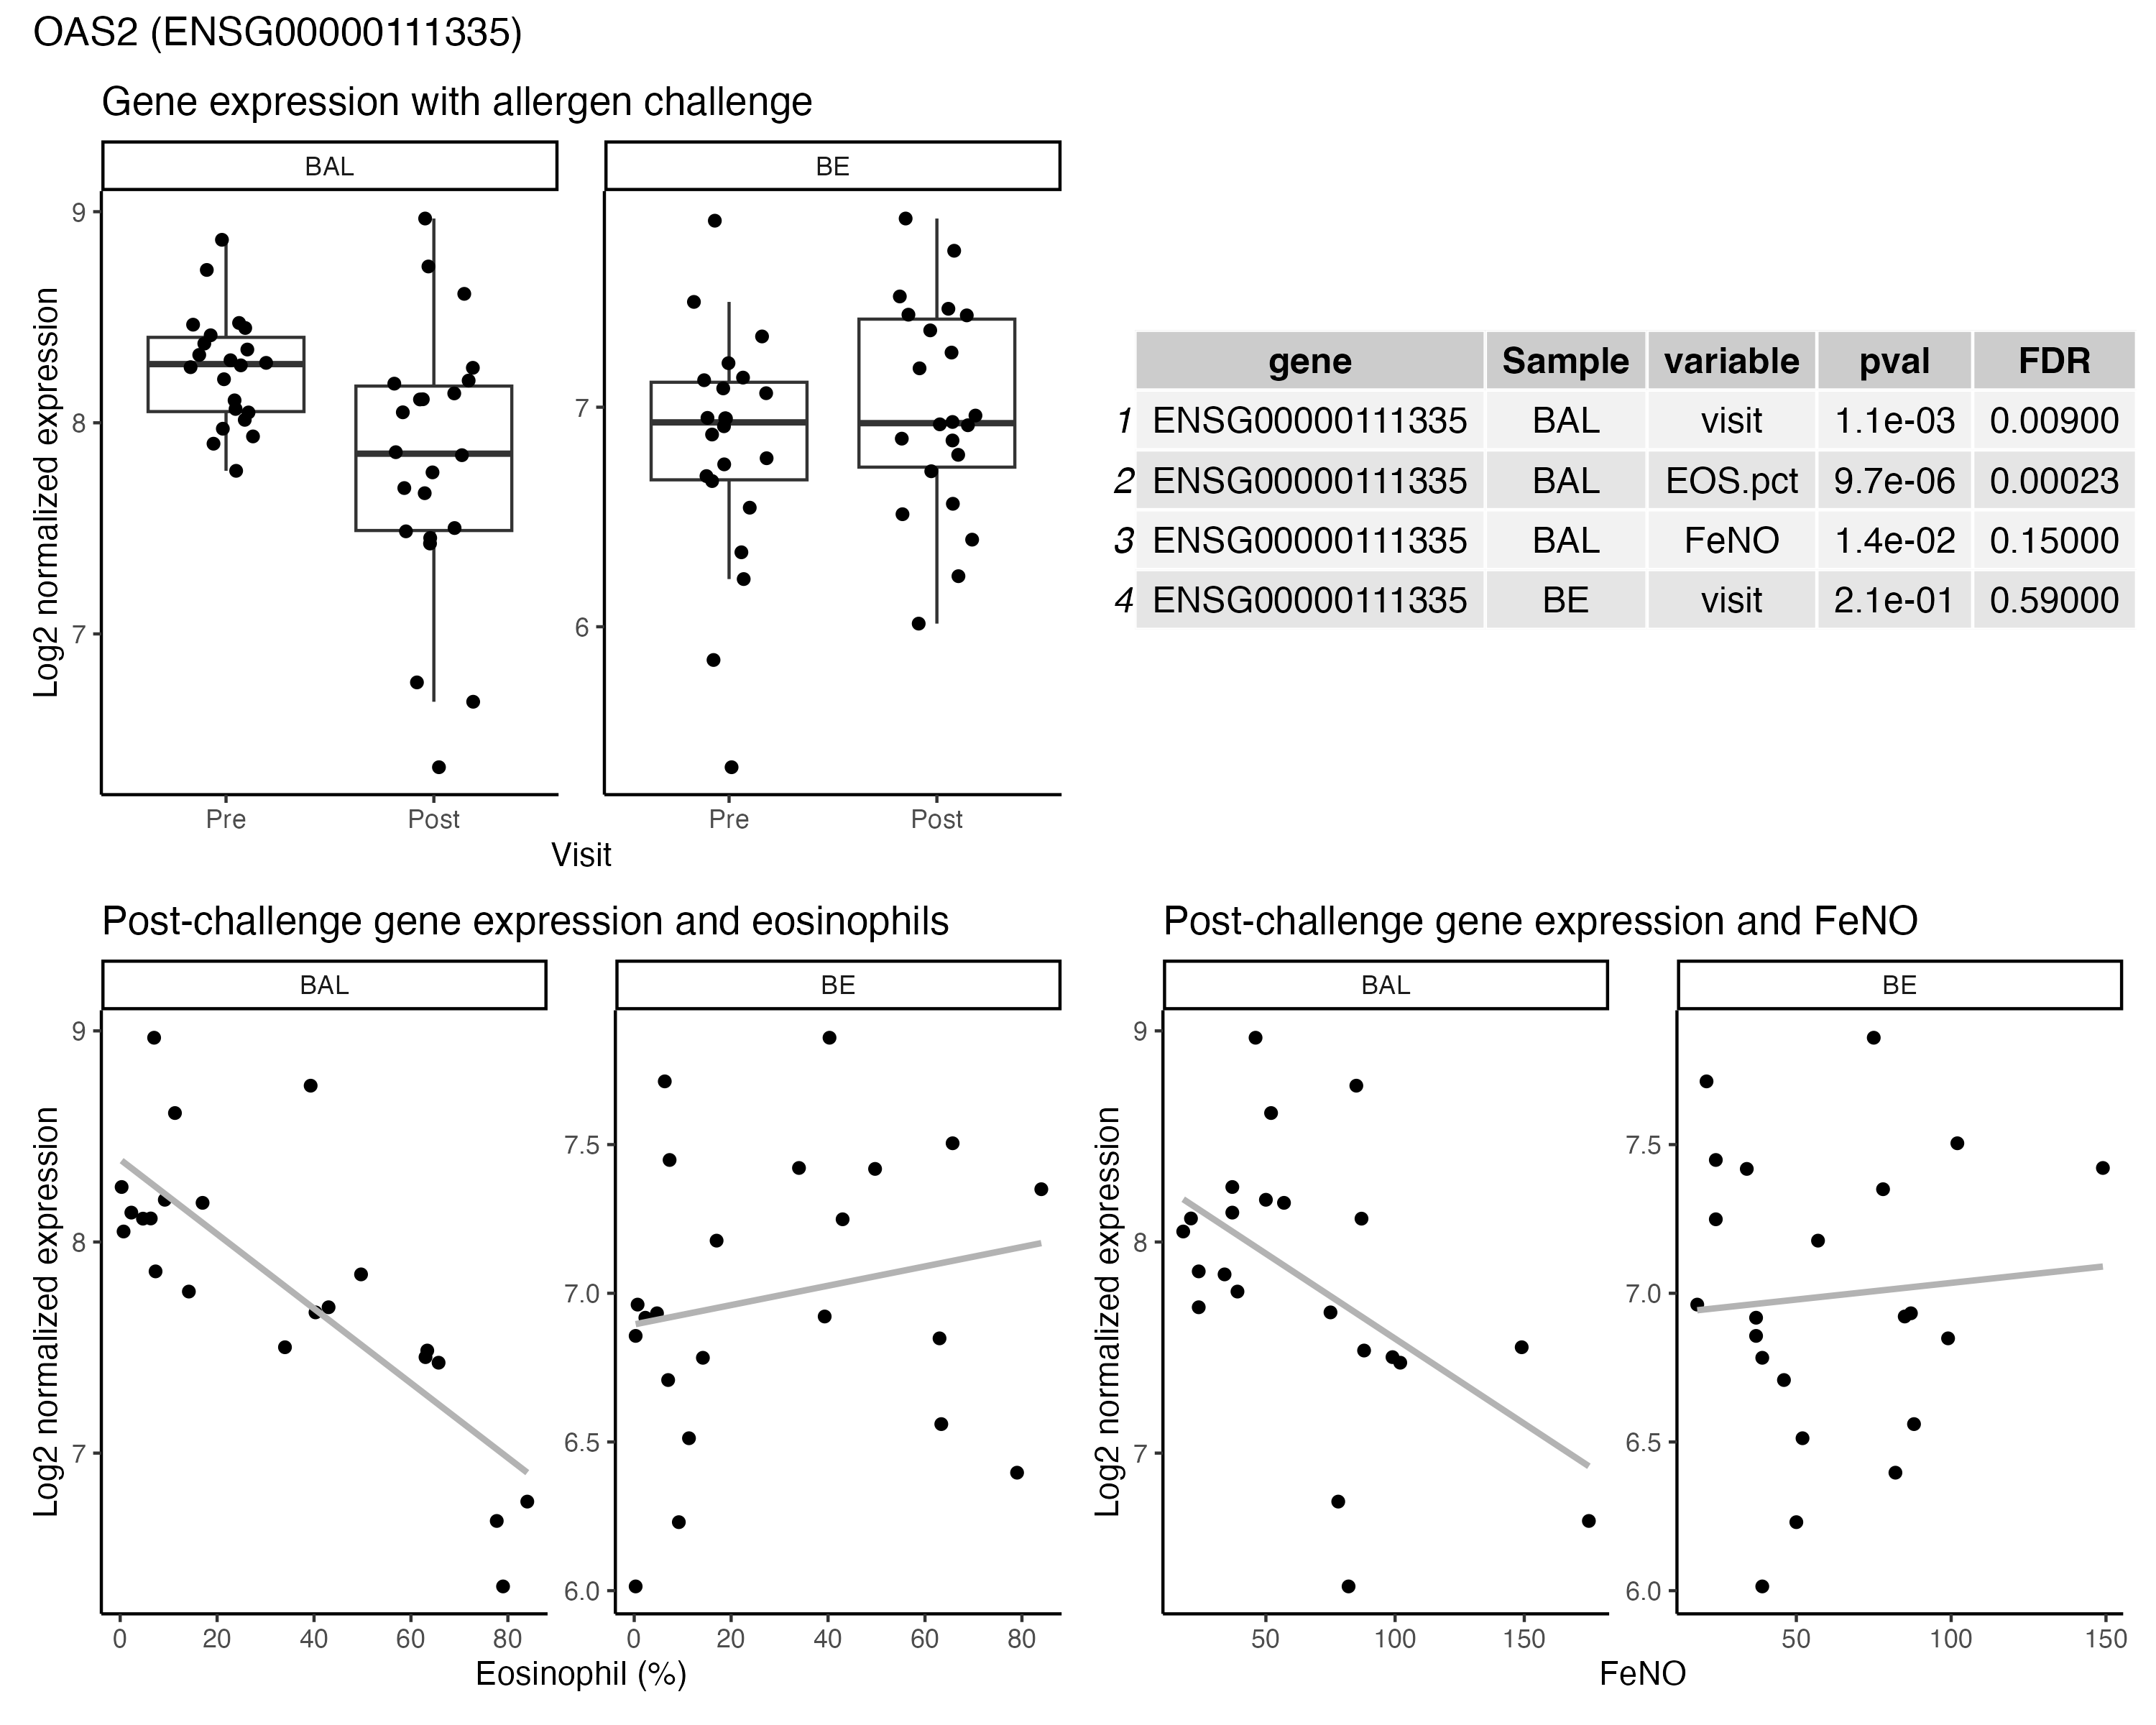 OAS2 (ENSG00000111335)
Gene expression with allergen challenge
BAL
BE
Log2 normalized expression
9
8
7
7
6
Pre
Post
Pre
Post
Visit
gene Sample variable pval FDR
1 ENSG00000111335 BAL visit 1.1e-03 0.00900
2 ENSG00000111335 BAL EOS.pct 9.7e-06 0.00023
3 ENSG00000111335 BAL FeNO 1.4e-02 0.15000
4 ENSG00000111335 BE visit 2.1e-01 0.59000
Post-challenge gene expression and eosinophils
BAL
BE
Log2 normalized expression
9
8
7
7.5
7.0
6.5
6.0
0 20 40 60 80
0 20 40 60 80
Eosinophil (%)
Post-challenge gene expression and FeNO
BAL
BE
Log2 normalized expression
9
8
7
7.5
7.0
6.5
6.0
50 100 150
50 100 150
FeNO